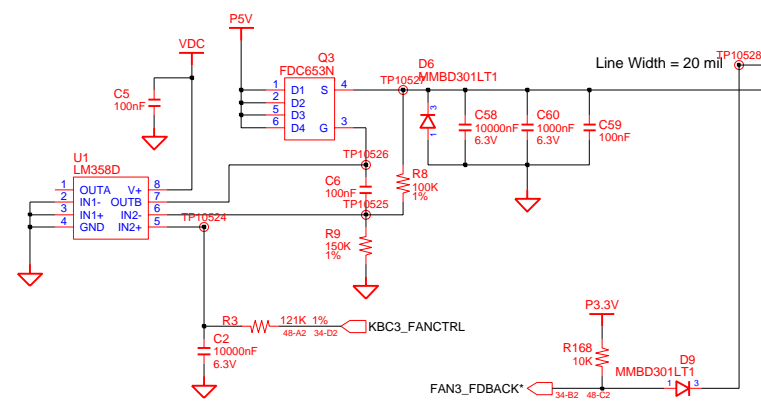 P5V
VDC
Q3
FDC653N
TP10527
D6
MMBD301LT1
Line Width = 20 mil
TP10528
C5
100nF
1 D1 S 4
2 D2
5 D3
6 D4 G 3
3
1
C58
10000nF
6.3V
C60
1000nF
6.3V
C59
100nF
U1
LM358D
TP10526
C6
100nF
R8
100K
1%
1 OUTA V+ 8
2 IN1- OUTB 7
3 IN1+ IN2- 6
4 GND IN2+ 5
TP10524
TP10525
R9
150K
1%
R3 121K 1%
48-A2 34-D2
KBC3_FANCTRL
C2
10000nF
6.3V
P3.3V
R168
10K
D9
MMBD301LT1
1 3
FAN3_FDBACK*
34-B2 48-C2